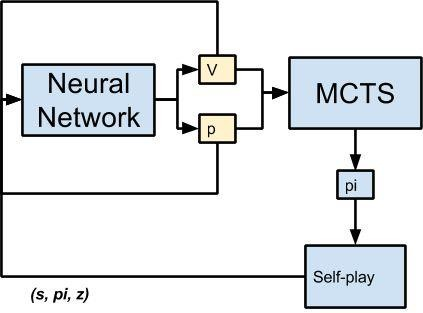 Neural
Network
V
p
MCTS
pi
Self-play
(s, pi, z)